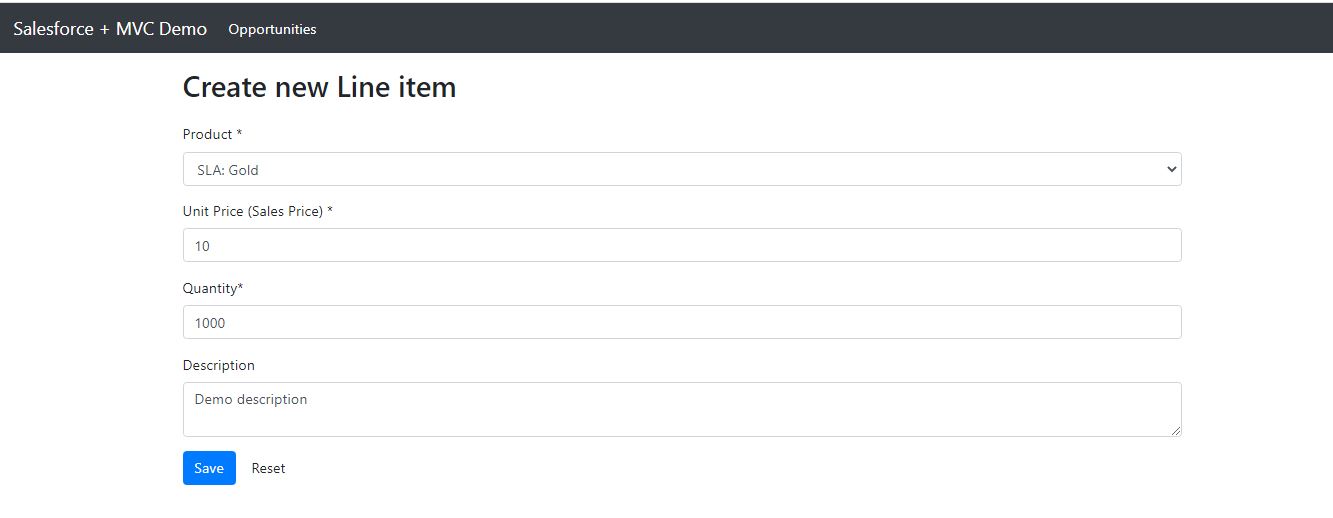 Salesforce + MVC Demo Opportunities
Create new Line item
Product *
SLA: Gold
Unit Price (Sales Price) *
10
Quantity*
1000
Description
Demo description
Save Reset